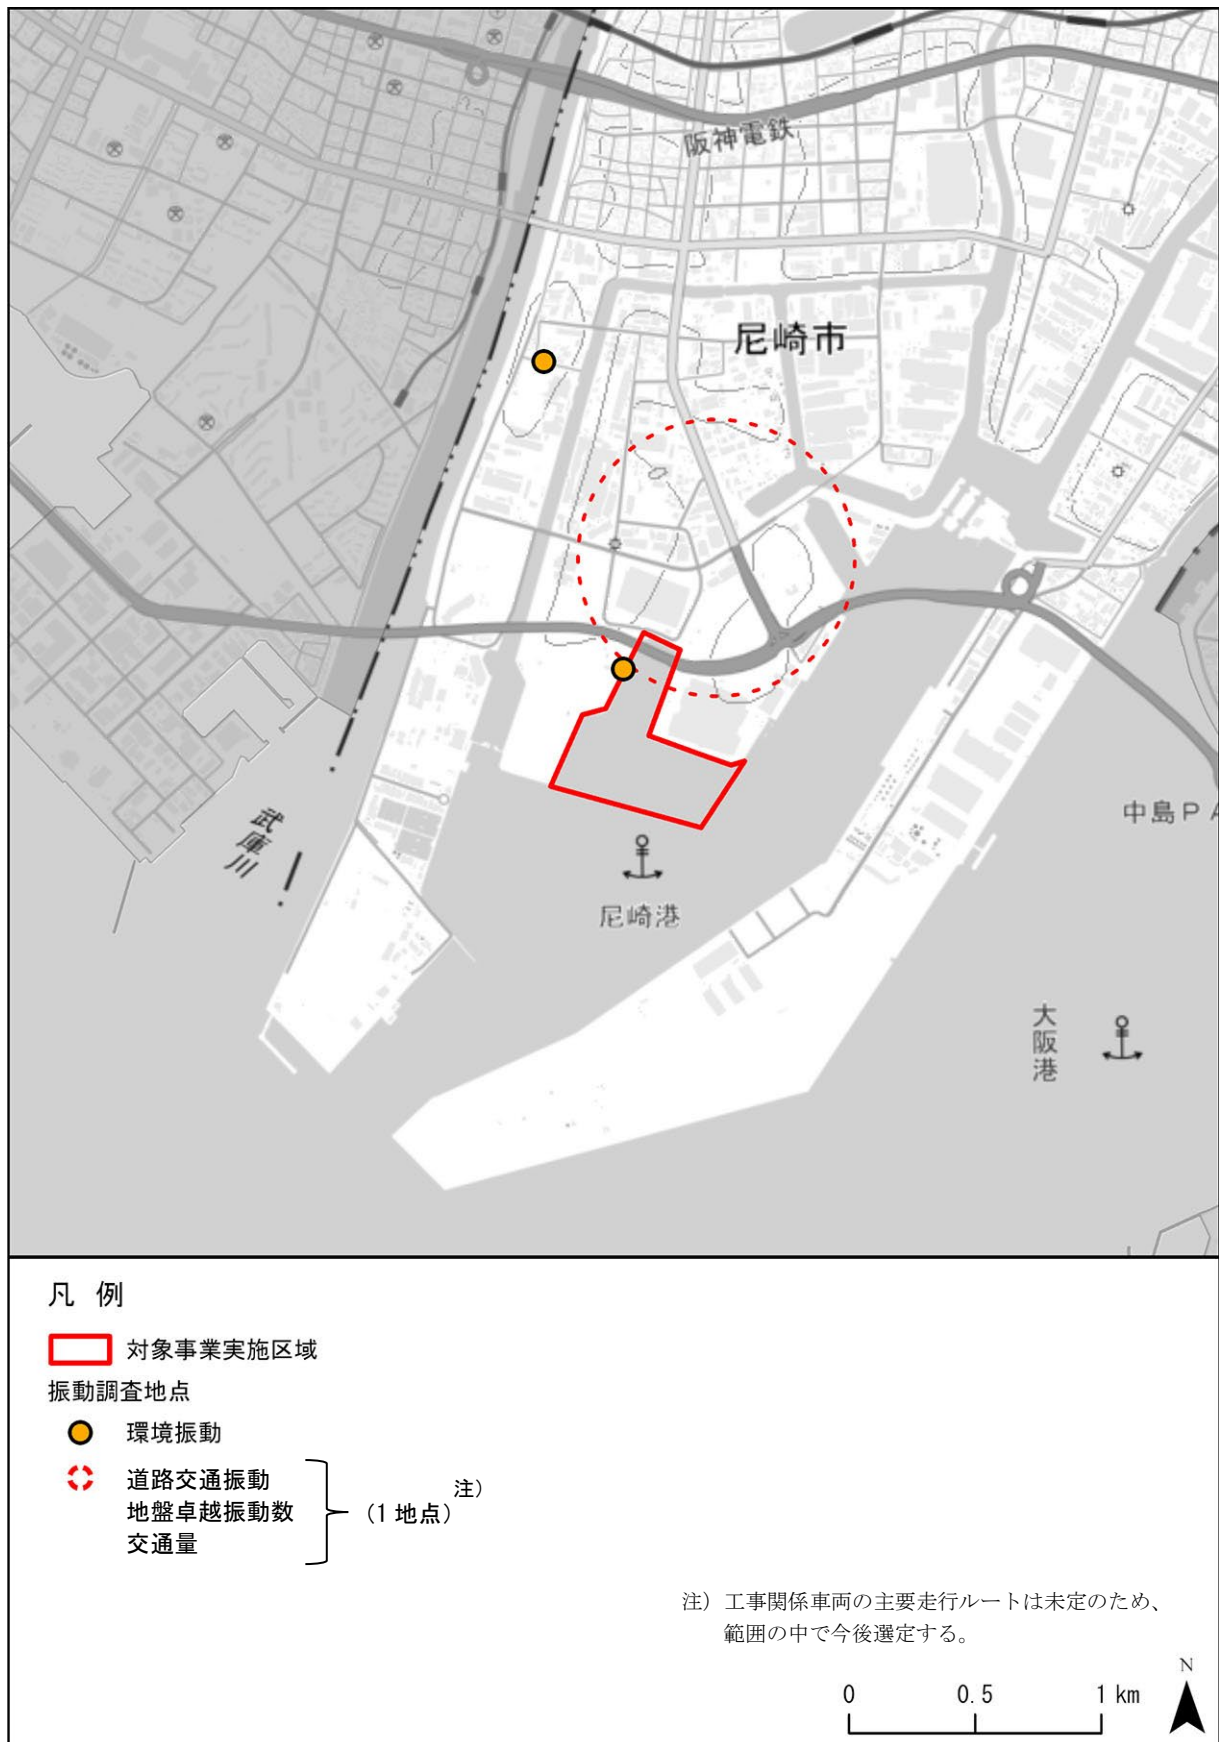 阪神電鉄
尼崎市
武庫川
尼崎港
中島PA
大阪港
凡 例
対象事業実施区域
振動調査地点
環境振動
道路交通振動
地盤卓越振動数
交通量
(1 地点)注)
注) 工事関係車両の主要走行ルートは未定のため、
範囲の中で今後選定する。
0 0.5 1 km
N